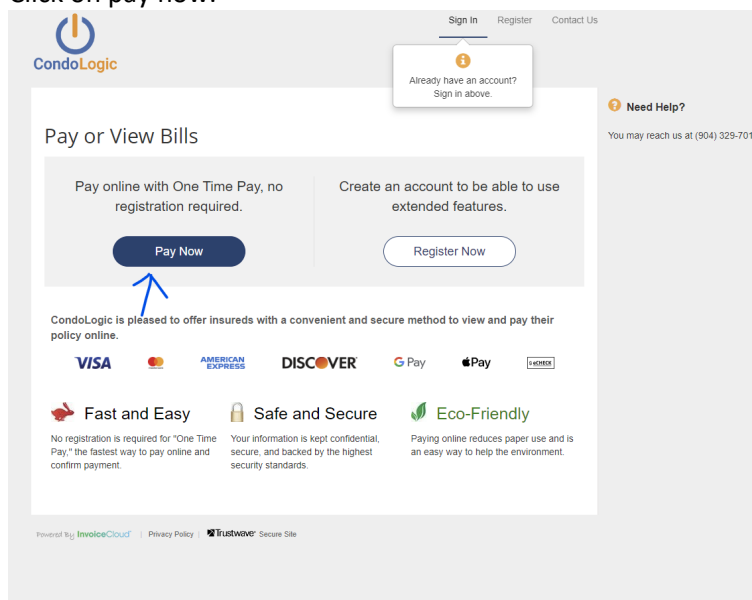 Click on pay now.
Sign In Register Contact Us
CondoLogic
Already have an account?
Sign in above.
Need Help?
You may reach us at (904) 329-701
Pay or View Bills
Pay online with One Time Pay, no
registration required.
Pay Now
Create an account to be able to use
extended features.
Register Now
CondoLogic is pleased to offer insureds with a convenient and secure method to view and pay their
policy online.
VISA AMERICAN EXPRESS DISCOVER G Pay Pay eCHECK
Fast and Easy
No registration is required for "One Time
Pay," the fastest way to pay online and
confirm payment.
Safe and Secure
Your information is kept confidential,
secure, and backed by the highest
security standards.
Eco-Friendly
Paying online reduces paper use and is
an easy way to help the environment.
Powered By InvoiceCloud | Privacy Policy | Trustwave Secure Site